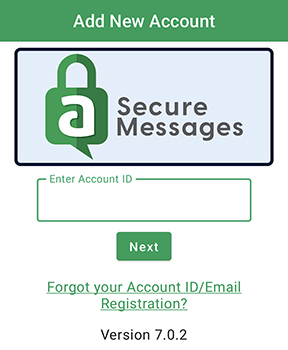 Add New Account
a
Secure
Messages
Enter Account ID
Next
Forgot your Account ID/Email
Registration?
Version 7.0.2